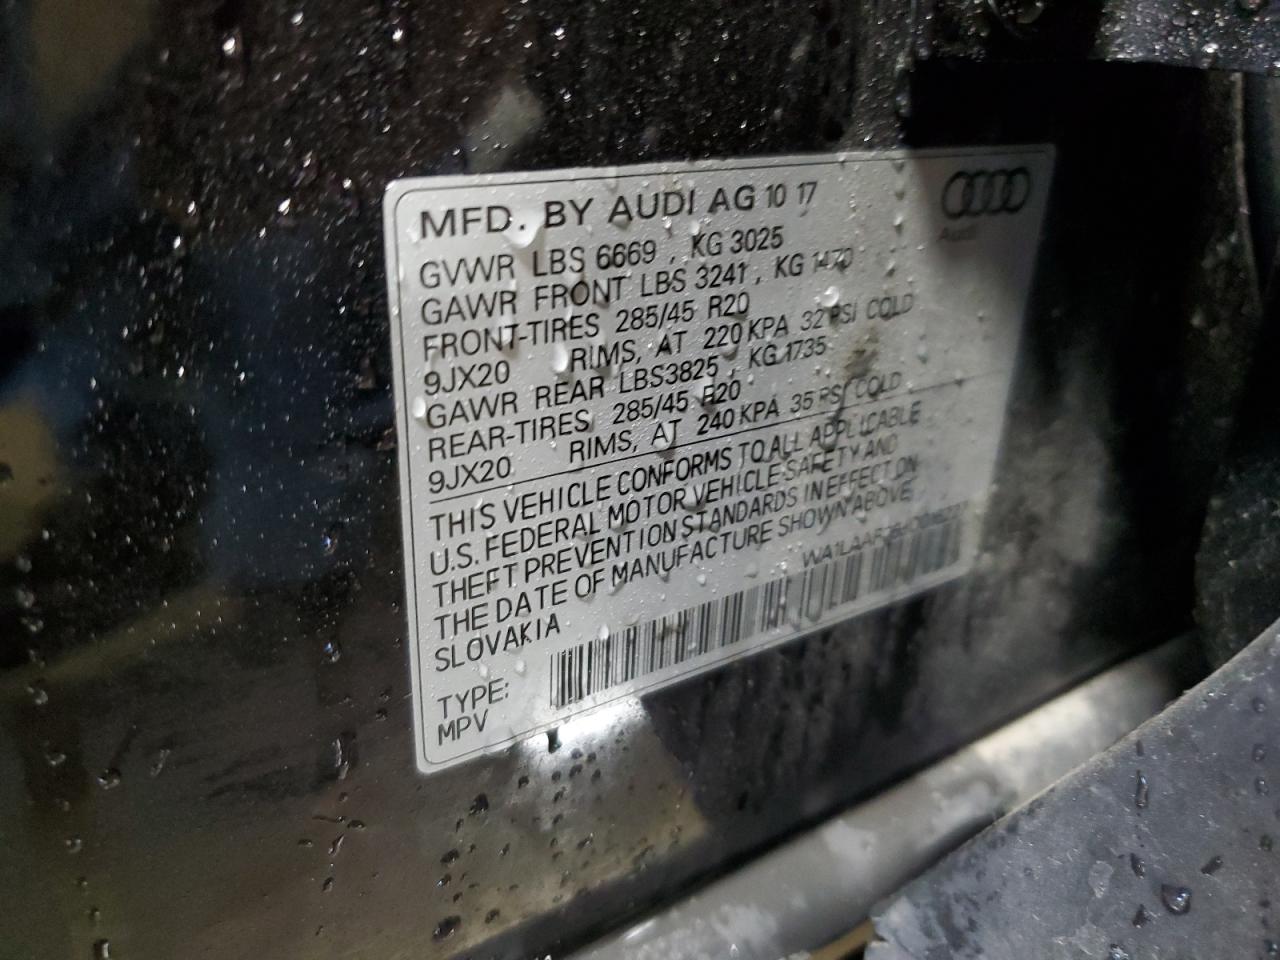 MFD. BY AUDI AG 10 17
Audi
GVWR LBS 6669 , KG 3025
GAWR FRONT LBS 3241 , KG 1470
FRONT-TIRES 285/45 R20
9JX20 RIMS, AT 220 KPA 32 PSI COLD
GAWR REAR LBS3825 , KG 1735
REAR-TIRES 285/45 R20
9JX20 RIMS, AT 240 KPA 35 PSI COLD
THIS VEHICLE CONFORMS TO ALL APPLICABLE
U.S. FEDERAL MOTOR VEHICLE SAFETY AND
THEFT PREVENTION STANDARDS IN EFFECT ON
THE DATE OF MANUFACTURE SHOWN ABOVE
SLOVAKIA
TYPE:
MPV